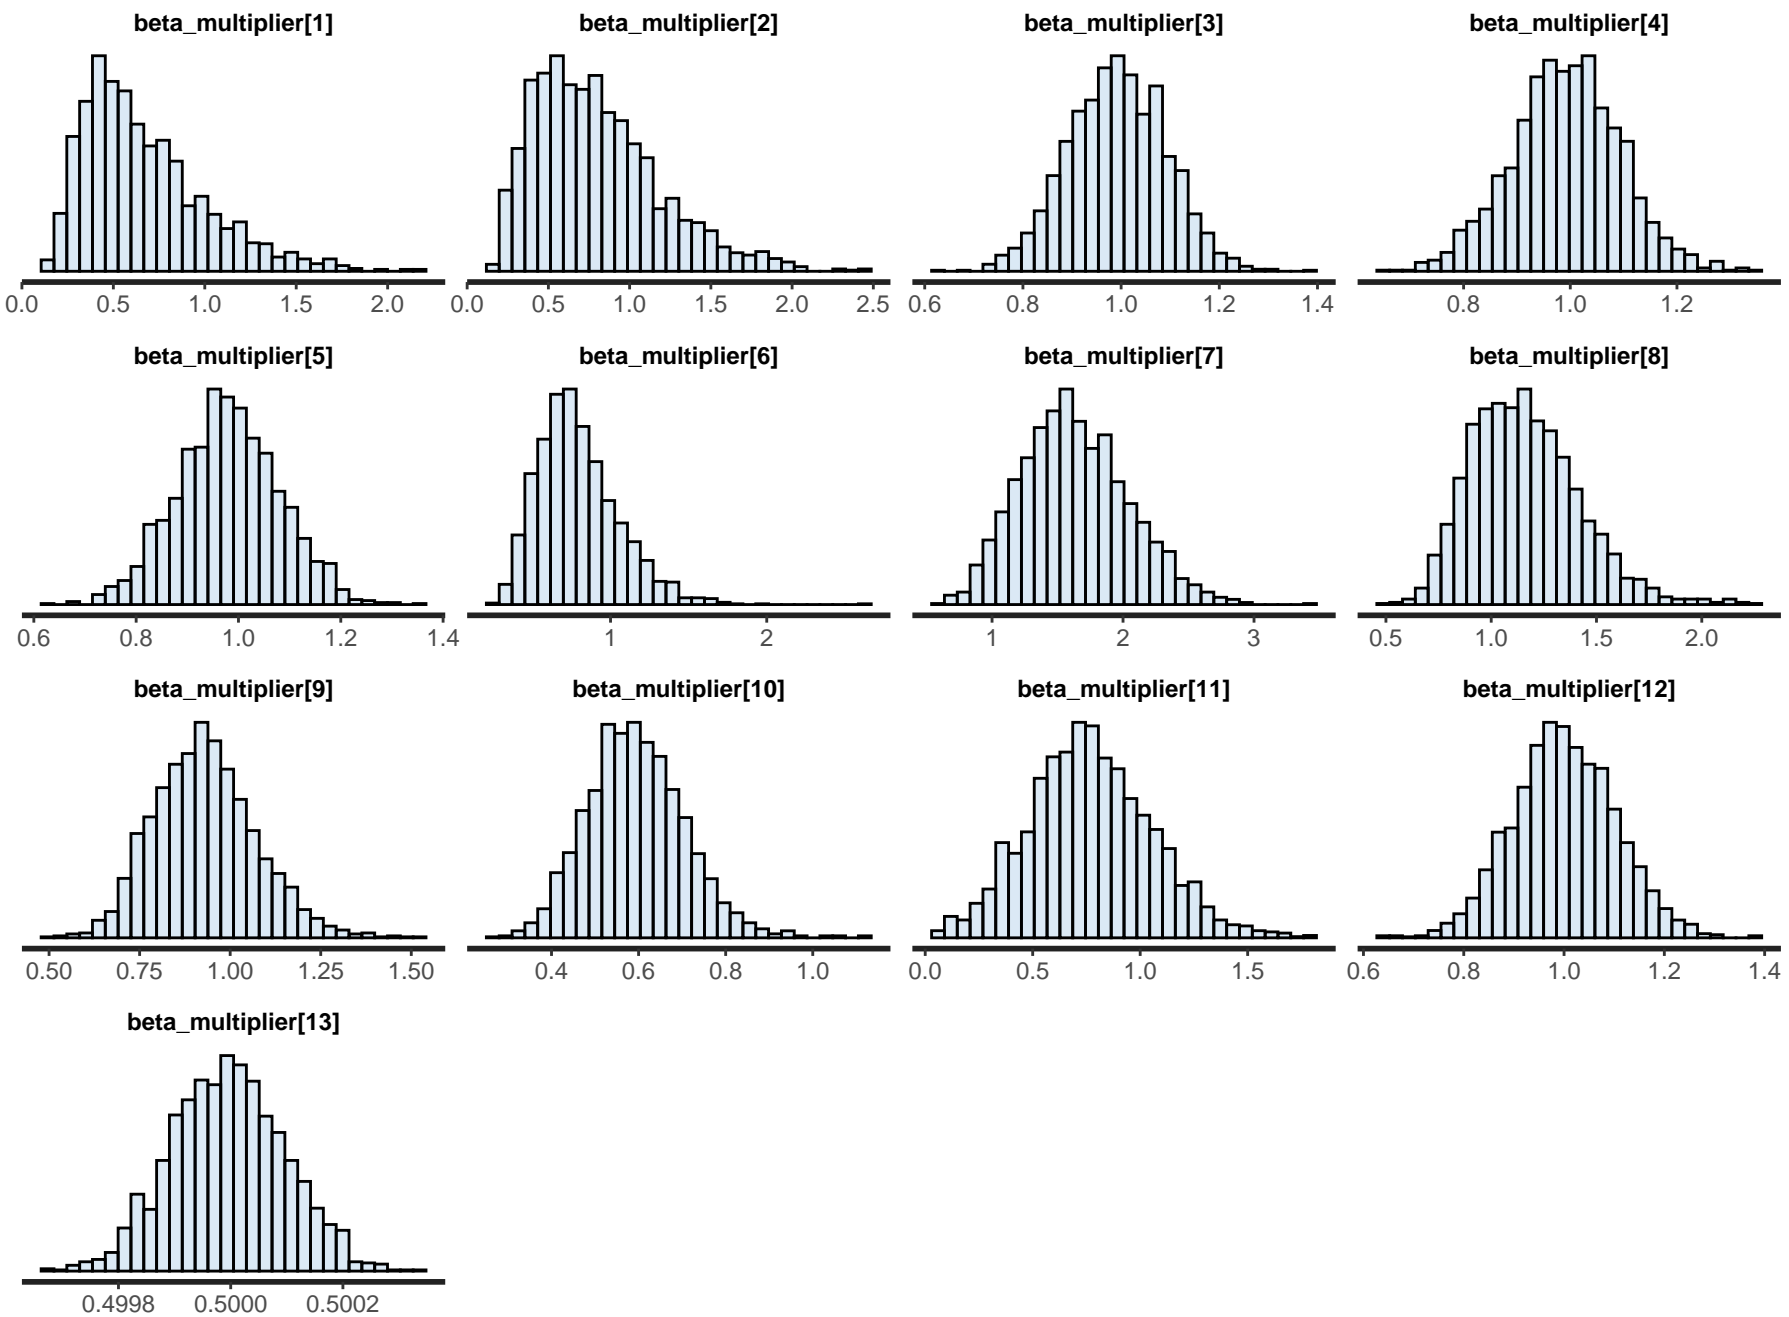 beta_multiplier[1] beta_multiplier[2] beta_multiplier[3] beta_multiplier[4]
0.0 0.5 1.0 1.5 2.0 0.0 0.5 1.0 1.5 2.0 2.5 0.6 0.8 1.0 1.2 1.4 0.8 1.0 1.2
beta_multiplier[5] beta_multiplier[6] beta_multiplier[7] beta_multiplier[8]
0.6 0.8 1.0 1.2 1.4 1 2 1 2 3 0.5 1.0 1.5 2.0
beta_multiplier[9] beta_multiplier[10] beta_multiplier[11] beta_multiplier[12]
0.50 0.75 1.00 1.25 1.50 0.4 0.6 0.8 1.0 0.0 0.5 1.0 1.5 0.6 0.8 1.0 1.2 1.4
beta_multiplier[13]
0.4998 0.5000 0.5002